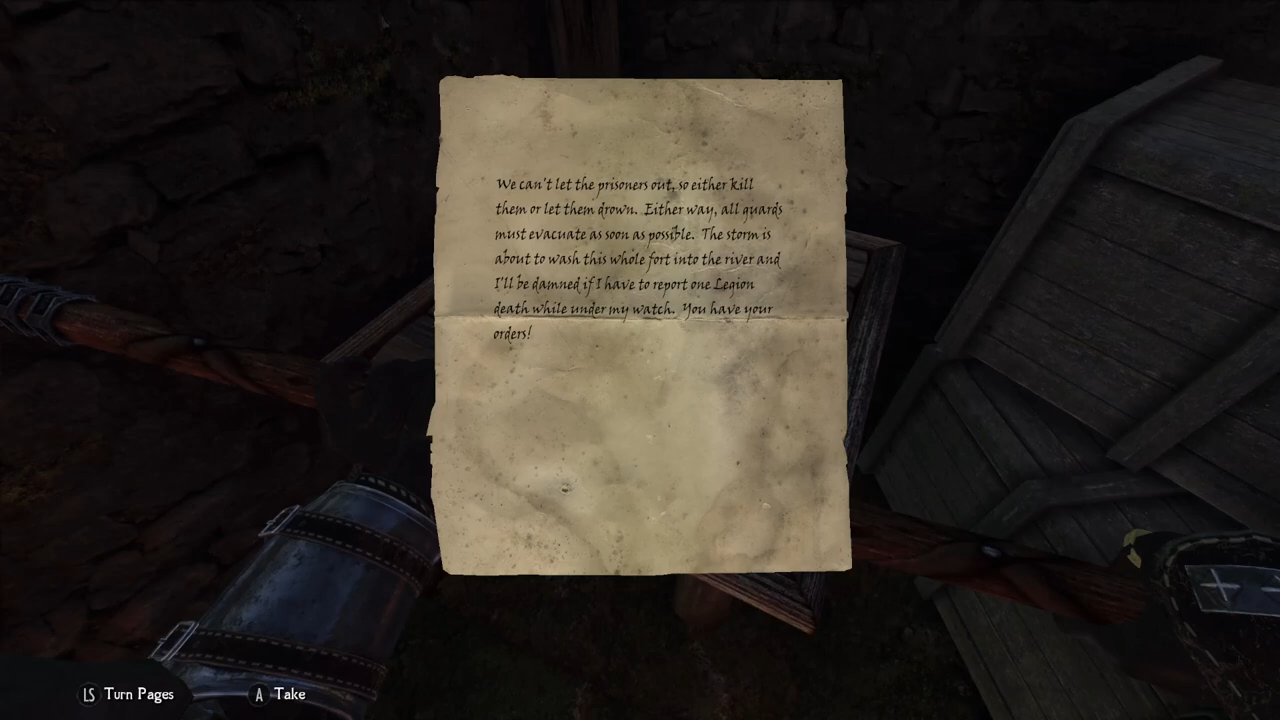 We can't let the prisoners out, so either kill
them or let them drown.  Either way, all guards
must evacuate as soon as possible.  The storm is
about to wash this whole fort into the river and
I'll be damned if I have to report one Legion
death while under my watch.  You have your
orders!
LS Turn Pages
A Take